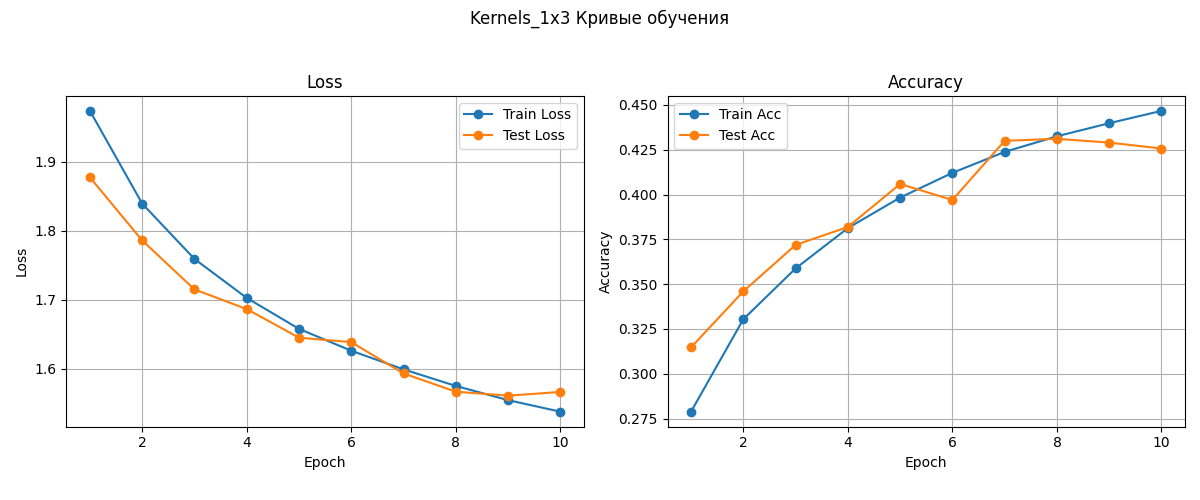 Kernels_1x3 Кривые обучения
Loss
Train Loss
Test Loss
1.9
1.8
1.7
1.6
Loss
2
4
6
8
10
Epoch
Accuracy
Train Acc
Test Acc
0.450
0.425
0.400
0.375
0.350
0.325
0.300
0.275
Accuracy
2
4
6
8
10
Epoch